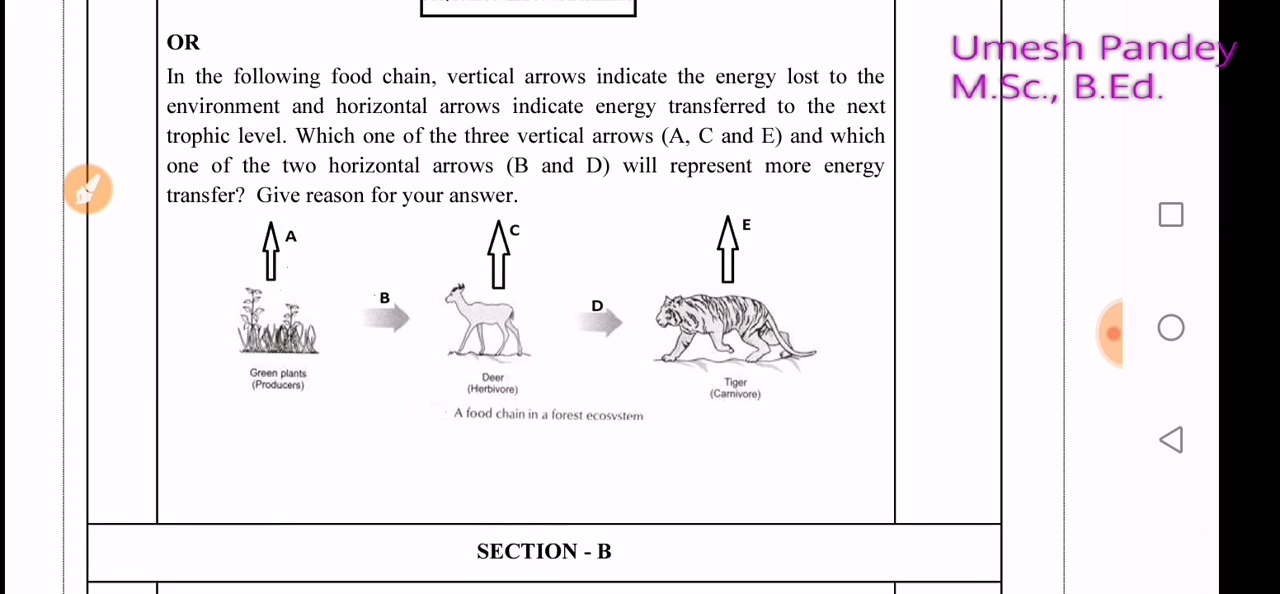 OR
In the following food chain, vertical arrows indicate the energy lost to the
environment and horizontal arrows indicate energy transferred to the next
trophic level. Which one of the three vertical arrows (A, C and E) and which
one of the two horizontal arrows (B and D) will represent more energy
transfer? Give reason for your answer.
A
C
E
B
D
Green plants
(Producers)
Deer
(Herbivore)
Tiger
(Carnivore)
A food chain in a forest ecosystem
SECTION - B
Umesh Pandey
M.Sc., B.Ed.